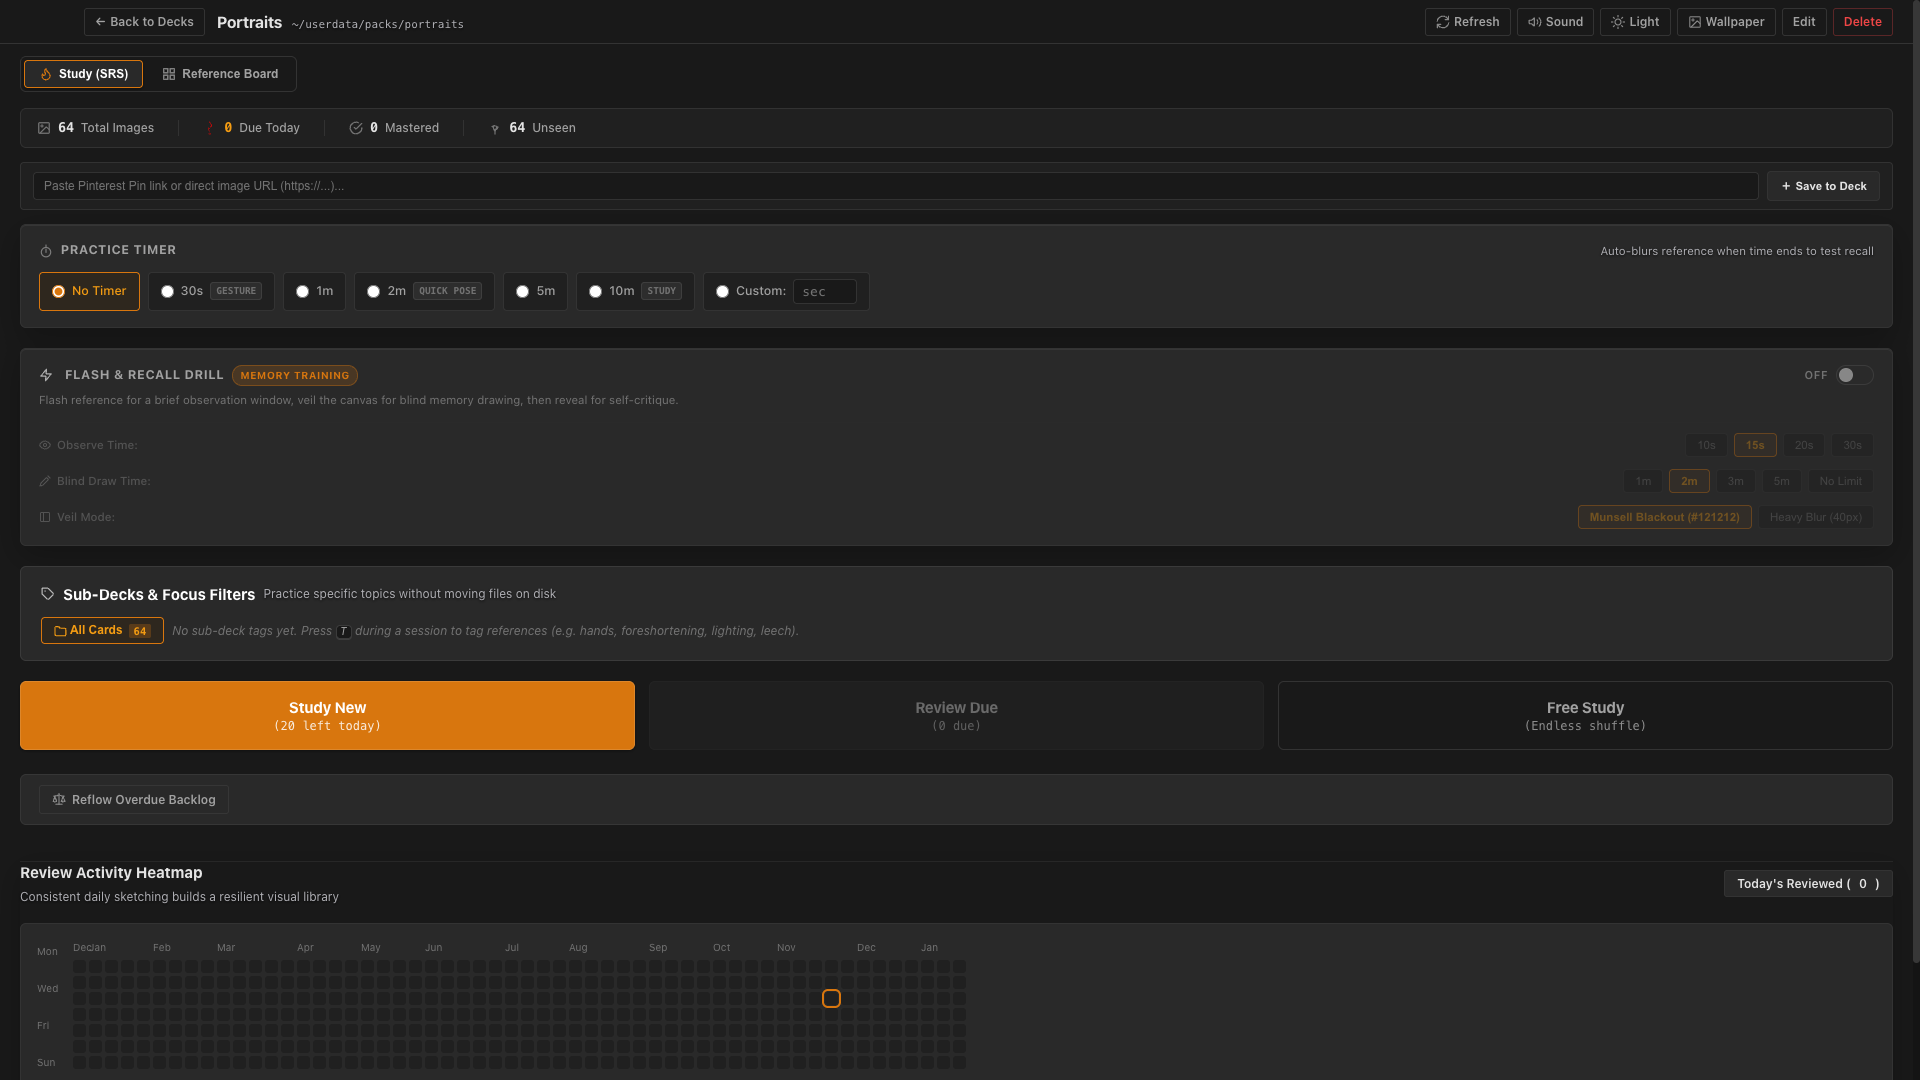 ← Back to Decks Portraits ~/userdata/packs/portraits Refresh Sound Light Wallpaper Edit Delete
Study (SRS) Reference Board
64 Total Images 0 Due Today 0 Mastered 64 Unseen
Paste Pinterest Pin link or direct image URL (https://...)... + Save to Deck
PRACTICE TIMER Auto-blurs reference when time ends to test recall
No Timer 30s GESTURE 1m 2m QUICK POSE 5m 10m STUDY Custom: sec
FLASH & RECALL DRILL MEMORY TRAINING OFF
Flash reference for a brief observation window, veil the canvas for blind memory drawing, then reveal for self-critique.
Observe Time: 10s 15s 20s 30s
Blind Draw Time: 1m 2m 3m 5m No Limit
Veil Mode: Munsell Blackout (#121212) Heavy Blur (40px)
Sub-Decks & Focus Filters Practice specific topics without moving files on disk
All Cards 64 No sub-deck tags yet. Press T during a session to tag references (e.g. hands, foreshortening, lighting, leech).
Study New Review Due Free Study
(20 left today) (0 due) (Endless shuffle)
Reflow Overdue Backlog
Review Activity Heatmap
Consistent daily sketching builds a resilient visual library
Today's Reviewed ( 0 )
Dec Jan Feb Mar Apr May Jun Jul Aug Sep Oct Nov Dec Jan
Mon
Wed
Fri
Sun